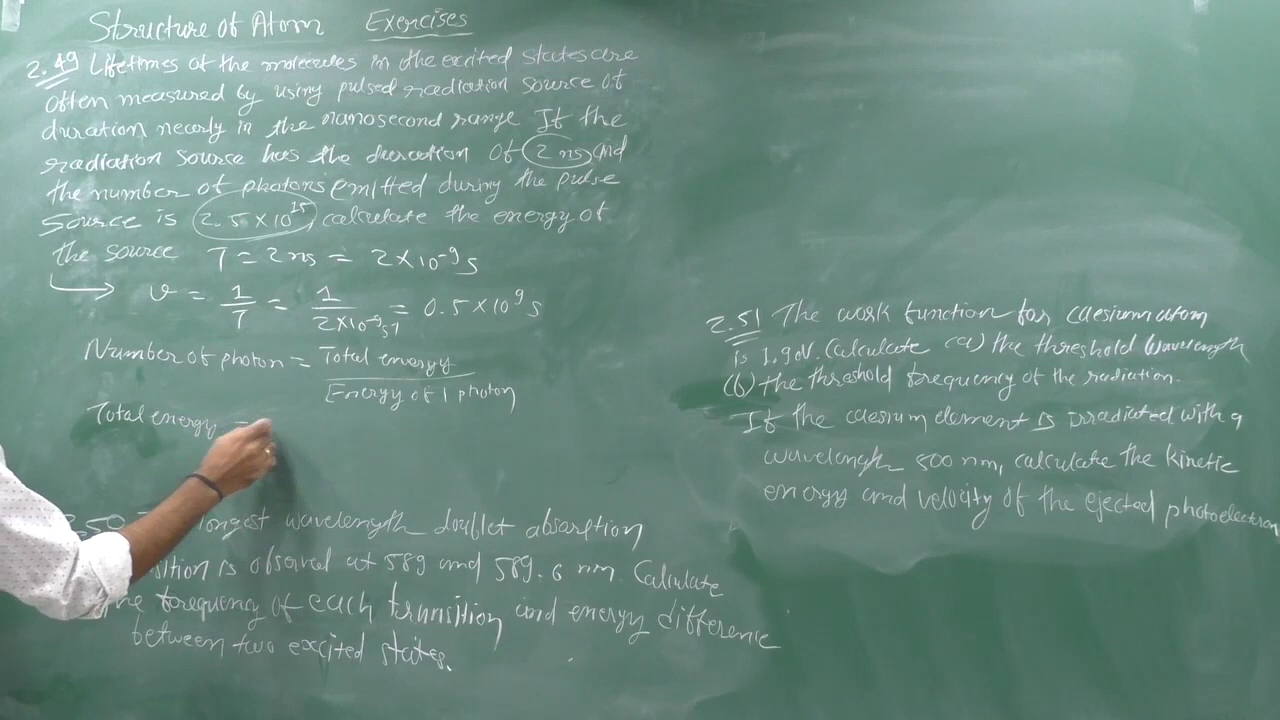 Structure of Atom Exercises
2.49 Lifetimes of the molecules in the excited states are
often measured by using pulsed radiation source of
duration nearly in the nanosecond range If the
radiation source has the duration of 2 ns and
the number of photons emitted during the pulse
source is 2.5 × 10¹⁵, calculate the energy of
the source T = 2 ns = 2 × 10⁻⁹ s
ν = 1/T = 1/2×10⁻⁹ s = 0.5 × 10⁹ s
Number of photon = Total energy / Energy of 1 photon
Total energy =
2.50 longest wavelength doublet absorption
is observed at 589 and 589.6 nm. Calculate
the frequency of each transition and energy difference
between two excited states.
2.51 The work function for caesium atom
is 1.9 eV. Calculate (a) the threshold wavelength
(b) the threshold frequency of the radiation.
If the caesium element is irradiated with a
wavelength 500 nm, calculate the kinetic
energy and velocity of the ejected photoelectron